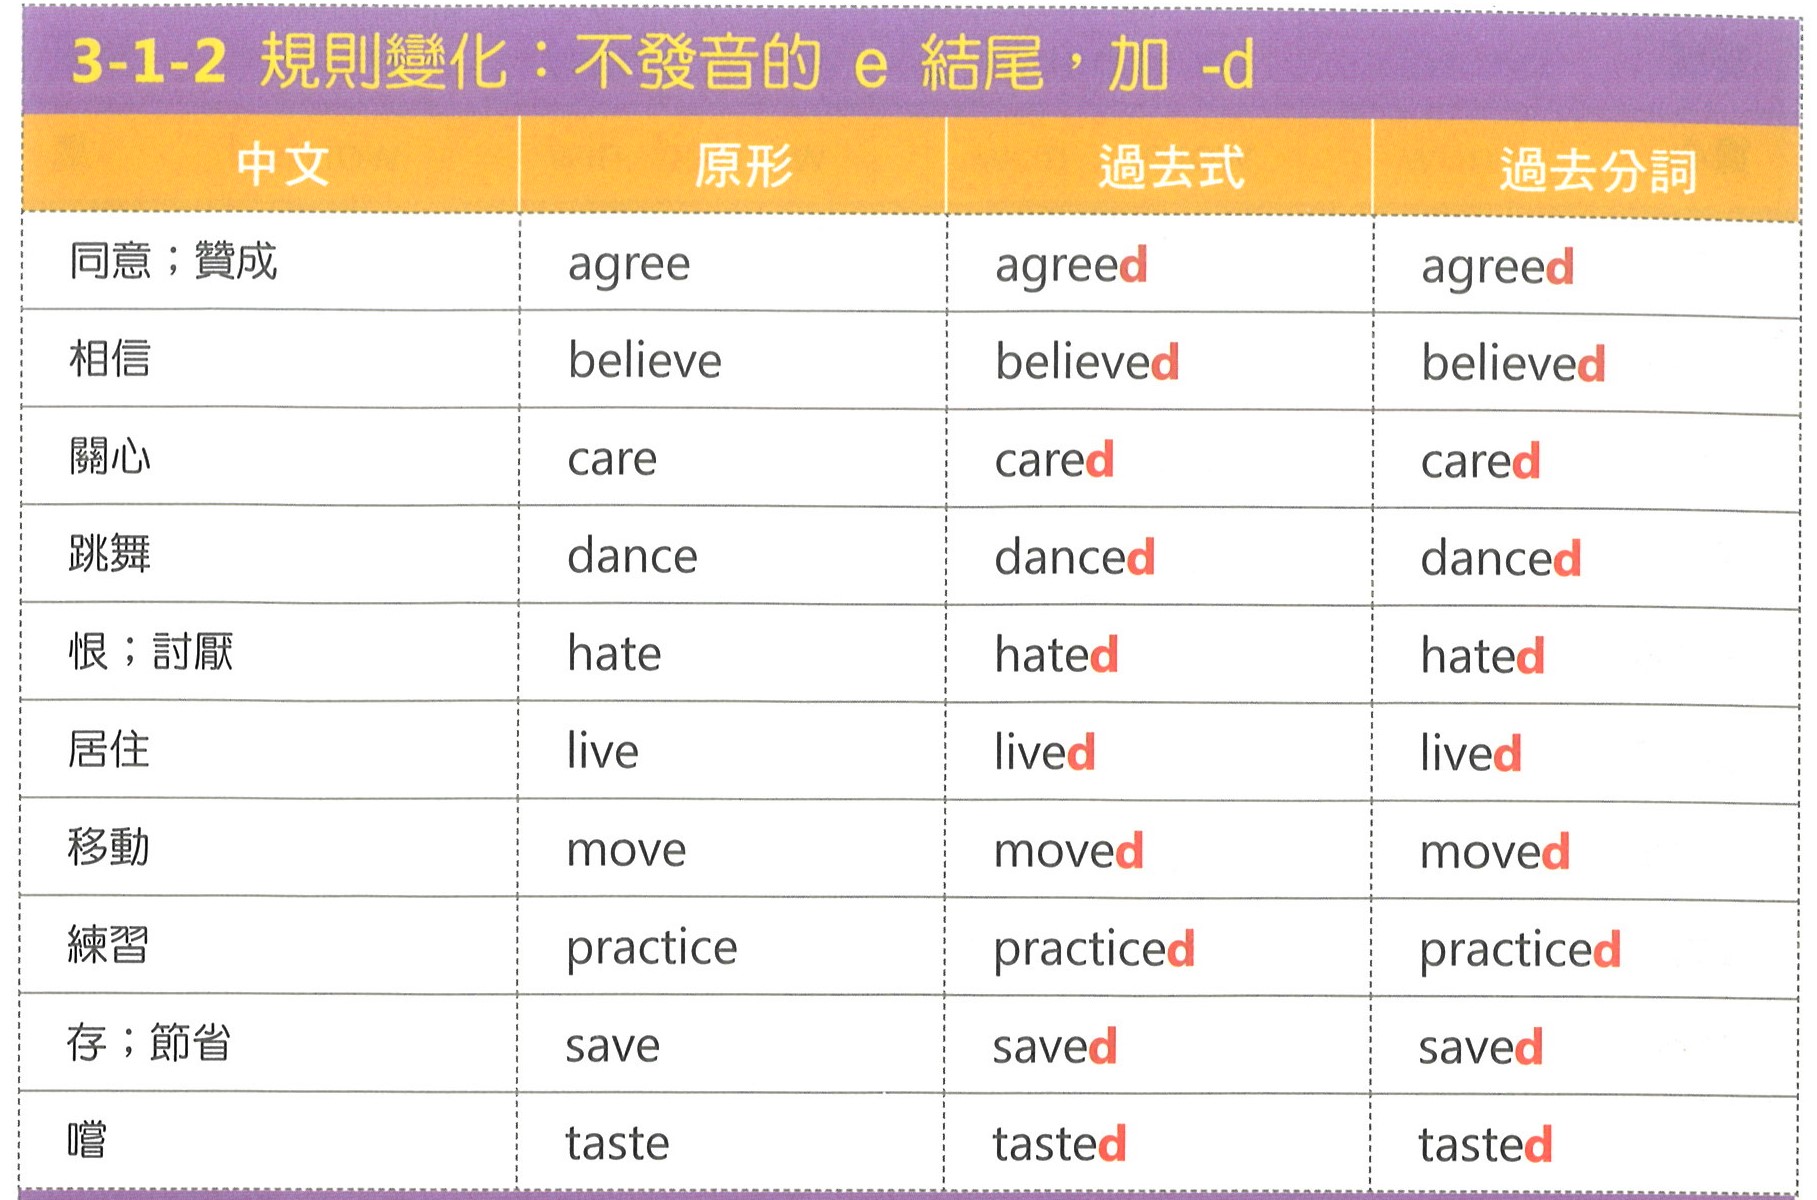 3-1-2 規則變化：不發音的 e 結尾，加 -d
中文 原形 過去式 過去分詞
同意；贊成 agree agreed agreed
相信 believe believed believed
關心 care cared cared
跳舞 dance danced danced
恨；討厭 hate hated hated
居住 live lived lived
移動 move moved moved
練習 practice practiced practiced
存；節省 save saved saved
嚐 taste tasted tasted